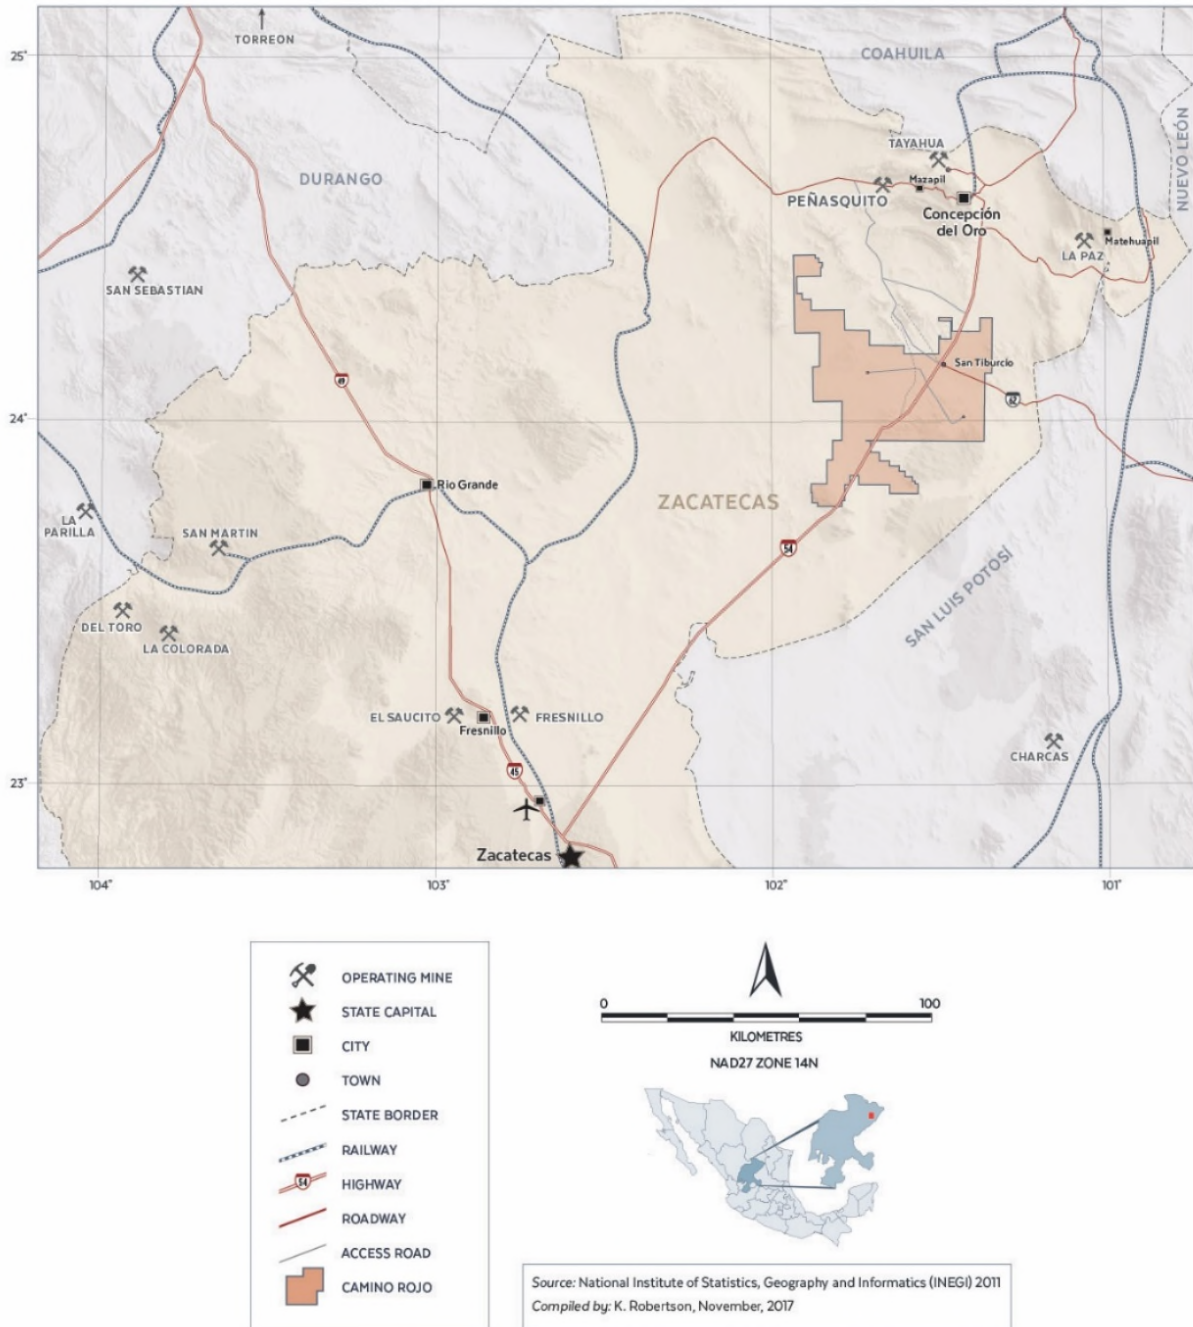 TORREON
25°
COAHUILA
NUEVO LEÓN
TAYAHUA
DURANGO
Mazapil
PEÑASQUITO
Concepción
del Oro
Matehuapil
LA PAZ
SAN SEBASTIAN
San Tiburcio
49
62
24°
Rio Grande
ZACATECAS
LA
PARILLA
SAN MARTIN
54
SAN LUIS POTOSÍ
DEL TORO
LA COLORADA
EL SAUCITO
Fresnillo
FRESNILLO
CHARCAS
45
23°
Zacatecas
104°
103°
102°
101°
OPERATING MINE
STATE CAPITAL
CITY
TOWN
STATE BORDER
RAILWAY
54
HIGHWAY
ROADWAY
ACCESS ROAD
CAMINO ROJO
0
100
KILOMETRES
NAD27 ZONE 14N
Source: National Institute of Statistics, Geography and Informatics (INEGI) 2011
Compiled by: K. Robertson, November, 2017